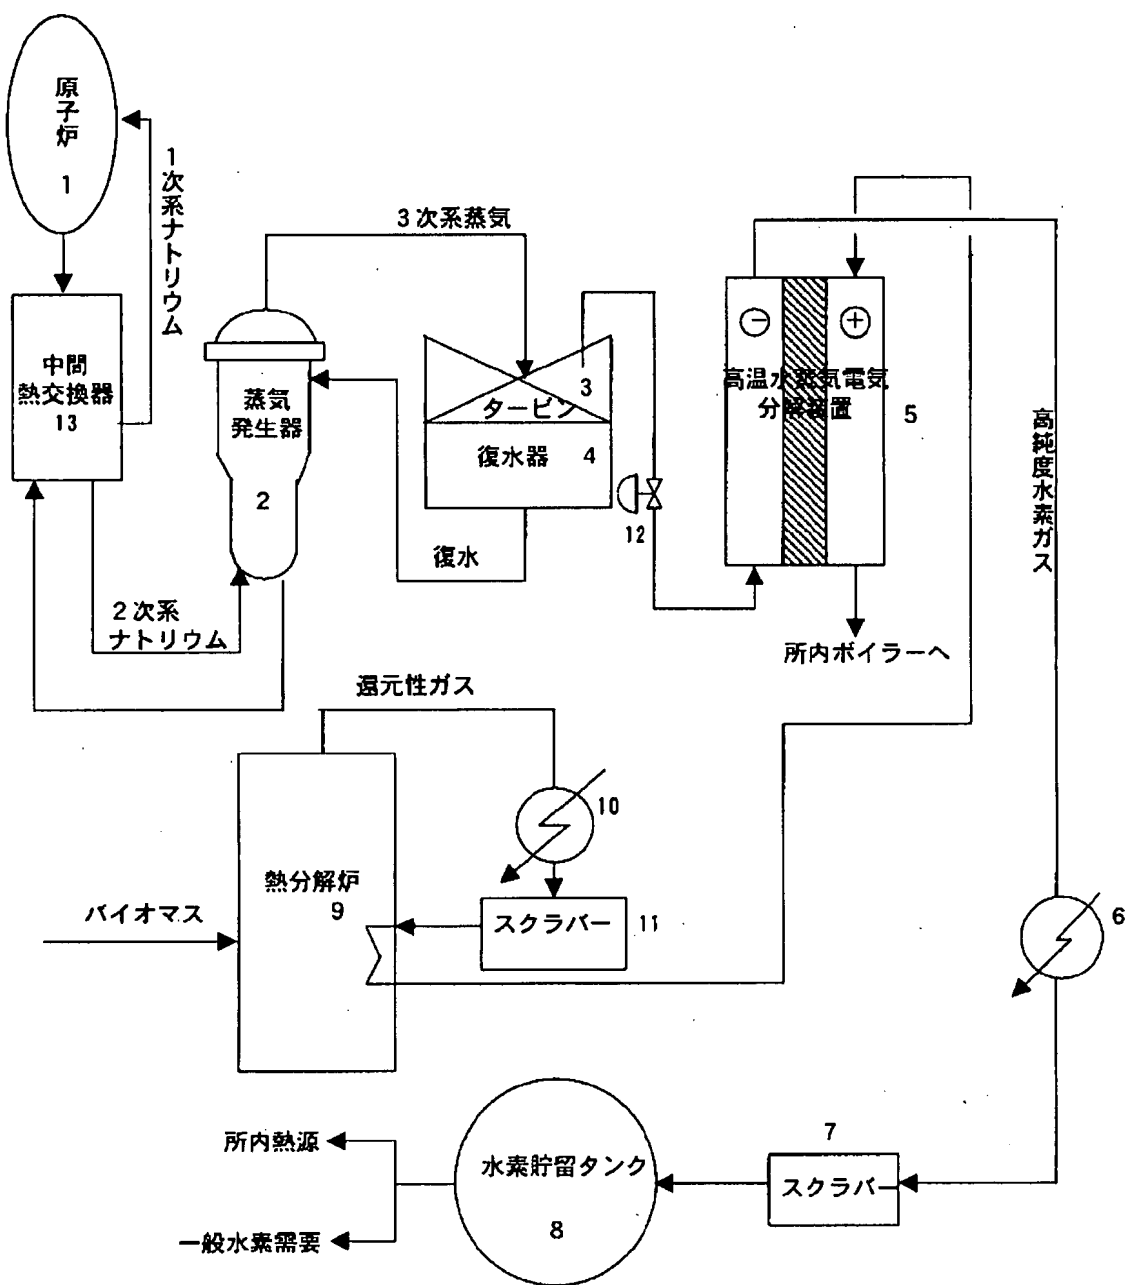 原子炉
1
1次系ナトリウム
中間
熱交換器
13
3次系蒸気
蒸気
発生器
2
3
タービン
復水器 4
12
復水
2次系
ナトリウム
− +
高温水蒸気電気
分解装置
5
所内ボイラーへ
高純度水素ガス
還元性ガス
10
熱分解炉
9
バイオマス
スクラバー 11
6
7
スクラバー
水素貯留タンク
8
所内熱源
一般水素需要